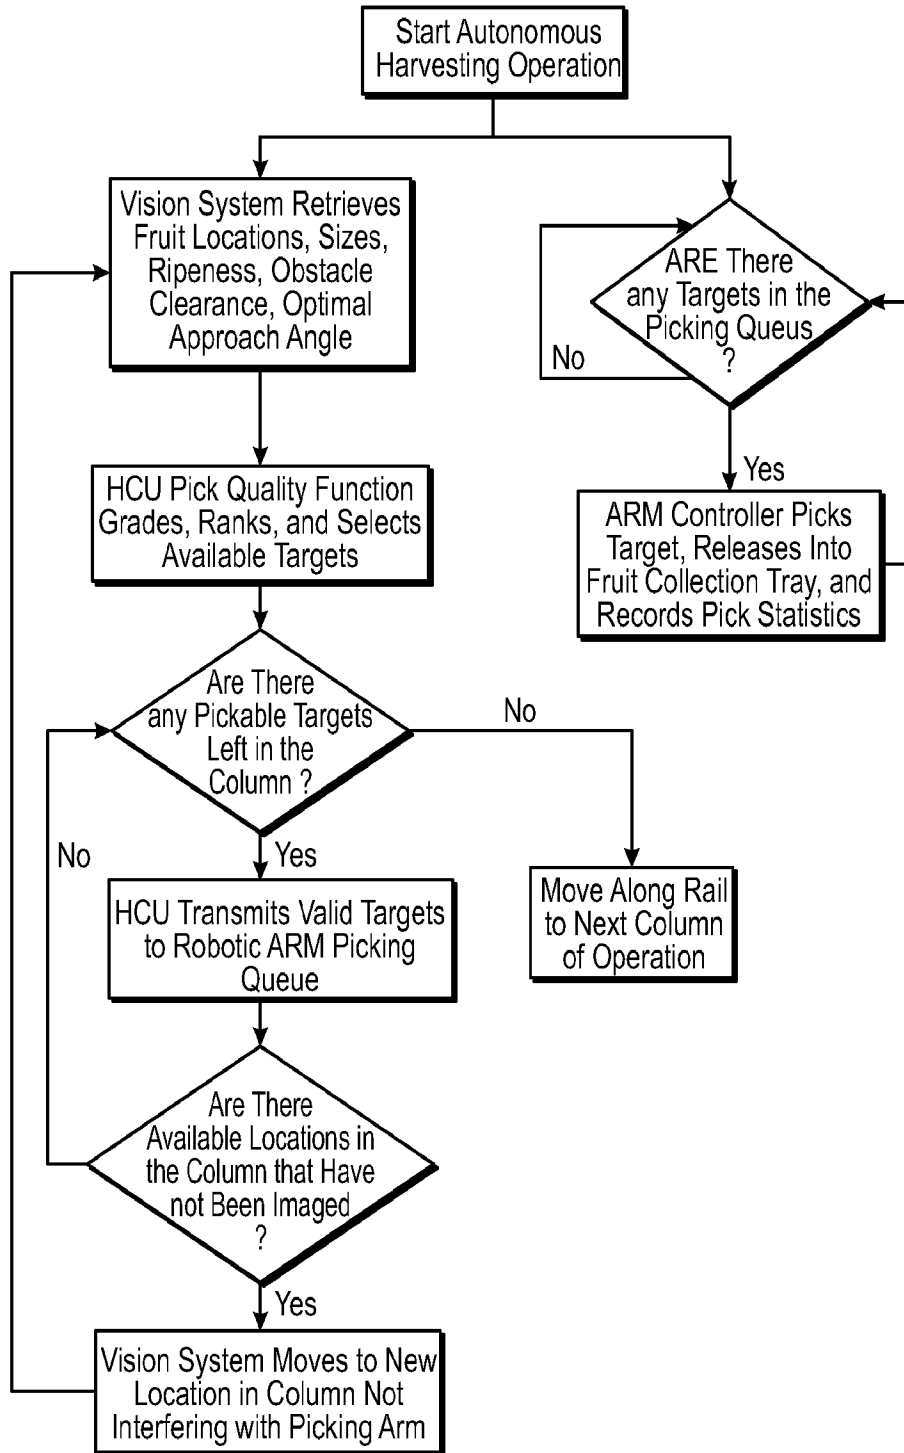 Start Autonomous
Harvesting Operation
Vision System Retrieves
Fruit Locations, Sizes,
Ripeness, Obstacle
Clearance, Optimal
Approach Angle
ARE There
any Targets in the
Picking Queus
?
No
Yes
HCU Pick Quality Function
Grades, Ranks, and Selects
Available Targets
ARM Controller Picks
Target, Releases Into
Fruit Collection Tray, and
Records Pick Statistics
Are There
any Pickable Targets
Left in the
Column ?
No
No
Yes
HCU Transmits Valid Targets
to Robotic ARM Picking
Queue
Move Along Rail
to Next Column
of Operation
Are There
Available Locations in
the Column that Have
not Been Imaged
?
Yes
Vision System Moves to New
Location in Column Not
Interfering with Picking Arm